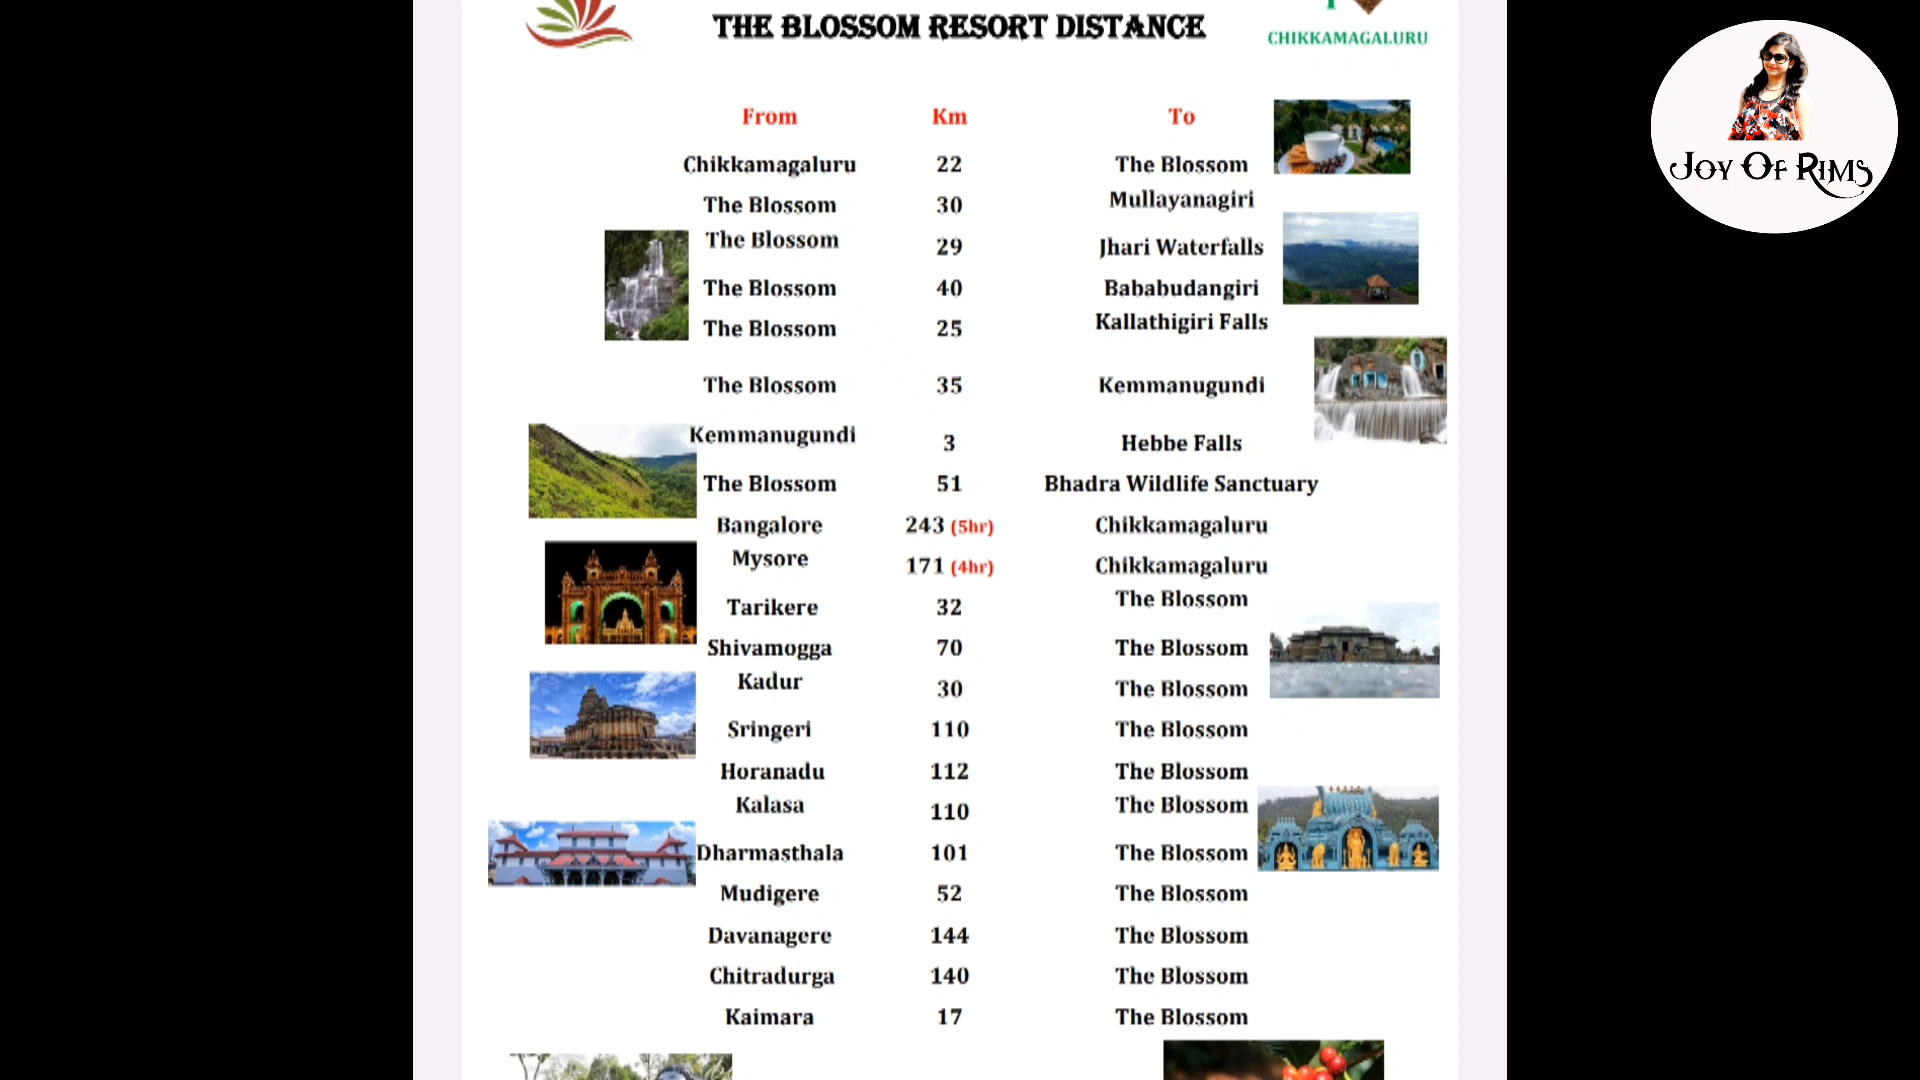 THE BLOSSOM RESORT DISTANCE
CHIKKAMAGALURU
JOY OF RIMS
From Km To
Chikkamagaluru 22 The Blossom
The Blossom 30 Mullayanagiri
The Blossom 29 Jhari Waterfalls
The Blossom 40 Bababudangiri
The Blossom 25 Kallathigiri Falls
The Blossom 35 Kemmanugundi
Kemmanugundi 3 Hebbe Falls
The Blossom 51 Bhadra Wildlife Sanctuary
Bangalore 243 (5hr) Chikkamagaluru
Mysore 171 (4hr) Chikkamagaluru
Tarikere 32 The Blossom
Shivamogga 70 The Blossom
Kadur 30 The Blossom
Sringeri 110 The Blossom
Horanadu 112 The Blossom
Kalasa 110 The Blossom
Dharmasthala 101 The Blossom
Mudigere 52 The Blossom
Davanagere 144 The Blossom
Chitradurga 140 The Blossom
Kaimara 17 The Blossom